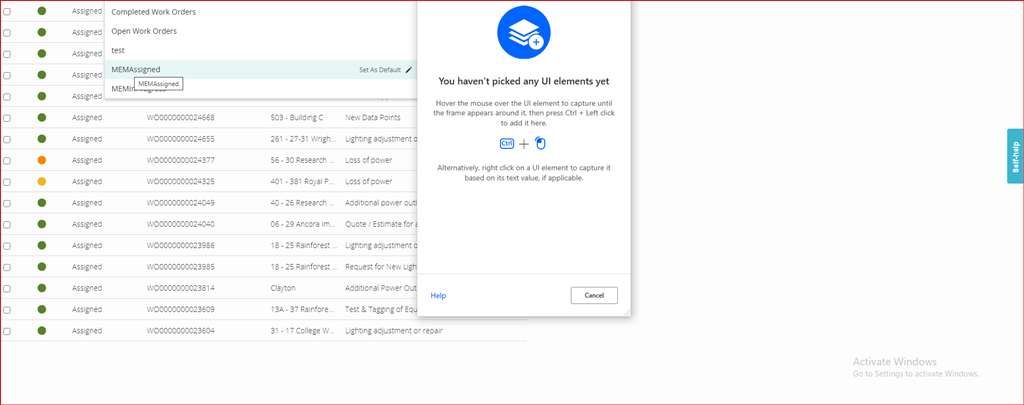 Assigned
Completed Work Orders
Assigned
Open Work Orders
Assigned
test
Assigned
MEMAssigned
Set As Default
MEMAssigned
Assigned
Assigned WO0000000024668 503 - Building C New Data Points
Assigned WO0000000024655 261 - 27-31 Wrigh... Lighting adjustment o
Assigned WO0000000024377 56 - 30 Research ... Loss of power
Assigned WO0000000024325 401 - 381 Royal P... Loss of power
Assigned WO0000000024049 40 - 26 Research ... Additional power outl
Assigned WO0000000024040 06 - 29 Ancora Im... Quote / Estimate for a
Assigned WO0000000023986 18 - 25 Rainforest ... Lighting adjustment o
Assigned WO0000000023985 18 - 25 Rainforest ... Request for New Ligh
Assigned WO0000000023814 Clayton Additional Power Out
Assigned WO0000000023609 13A - 37 Rainfore... Test & Tagging of Equ
Assigned WO0000000023604 31 - 17 College W... Lighting adjustment or repair
You haven't picked any UI elements yet
Hover the mouse over the UI element to capture until
the frame appears around it, then press Ctrl + Left click
to add it here.
Ctrl +
Alternatively, right click on a UI element to capture it
based on its text value, if applicable.
Help
Cancel
Self-help
Activate Windows
Go to Settings to activate Windows.